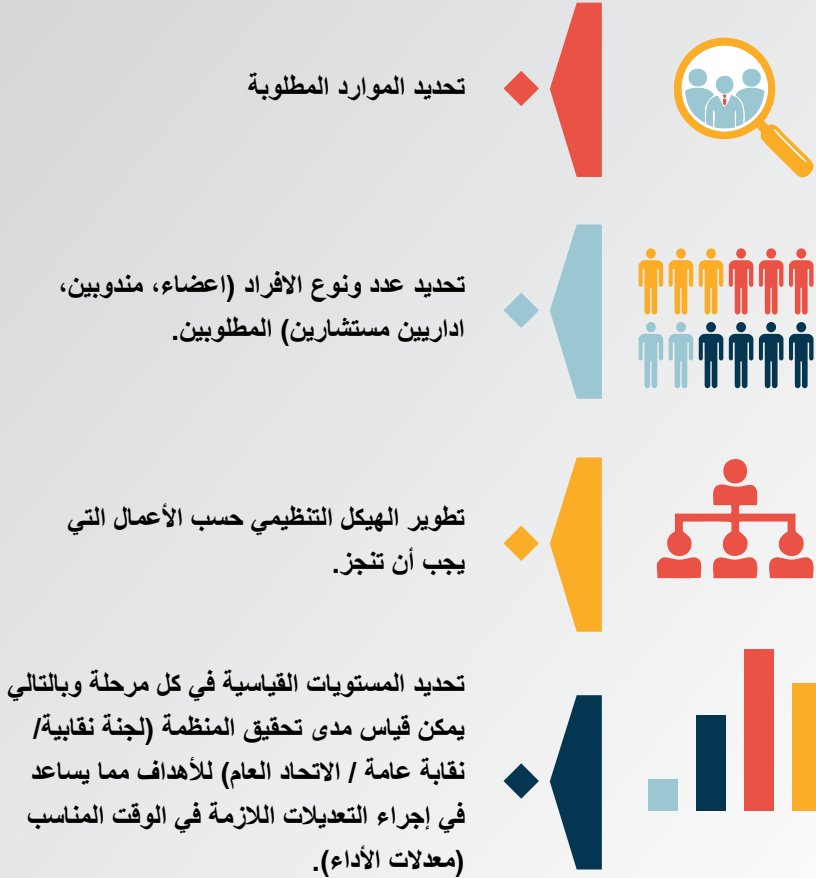 تحديد الموارد المطلوبة
تحديد عدد ونوع الافراد (اعضاء، مندوبين،
اداريين مستشارين) المطلوبين.
تطوير الهيكل التنظيمي حسب الأعمال التي
يجب أن تنجز.
تحديد المستويات القياسية في كل مرحلة وبالتالي
يمكن قياس مدى تحقيق المنظمة (لجنة نقابية/
نقابة عامة / الاتحاد العام) للأهداف مما يساعد
في إجراء التعديلات اللازمة في الوقت المناسب
(معدلات الأداء).